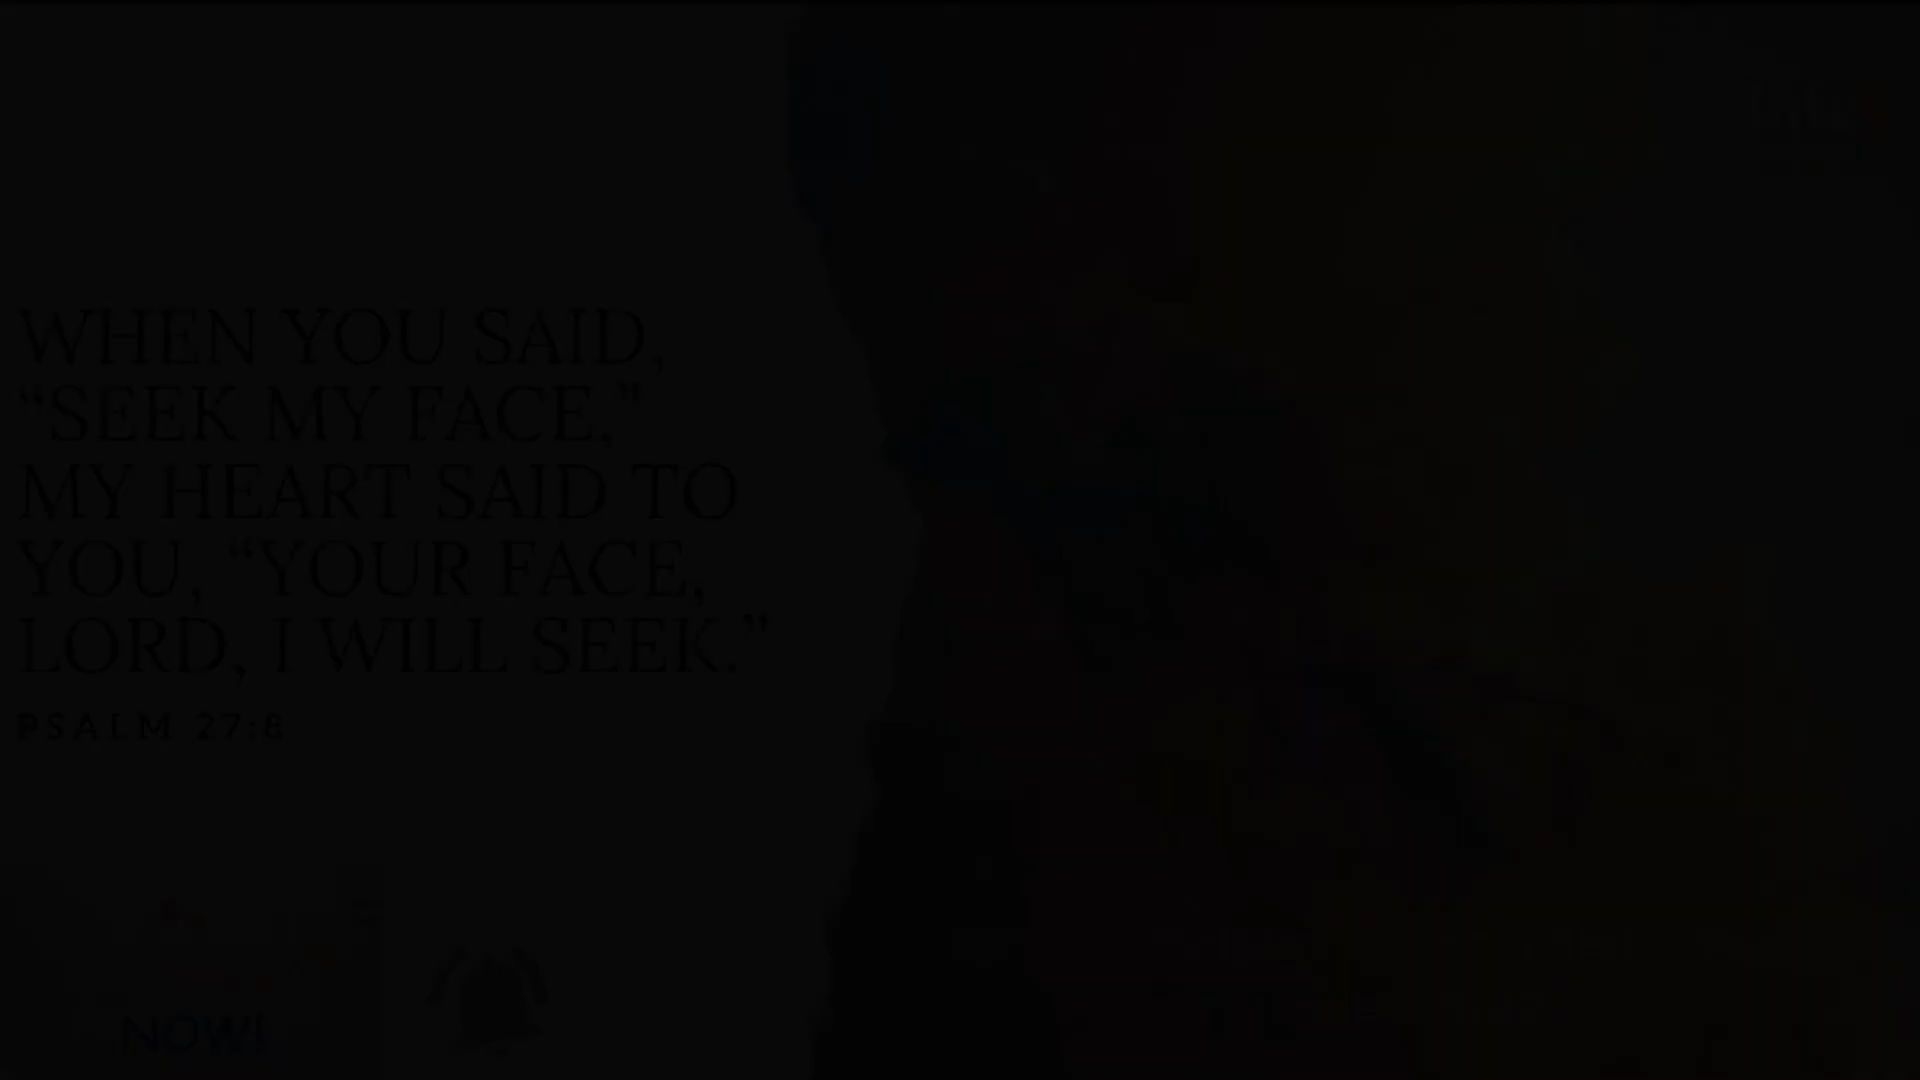 WHEN YOU SAID,
“SEEK MY FACE,”
MY HEART SAID TO
YOU, “YOUR FACE,
LORD, I WILL SEEK.”
PSALM 27:8
NOW!